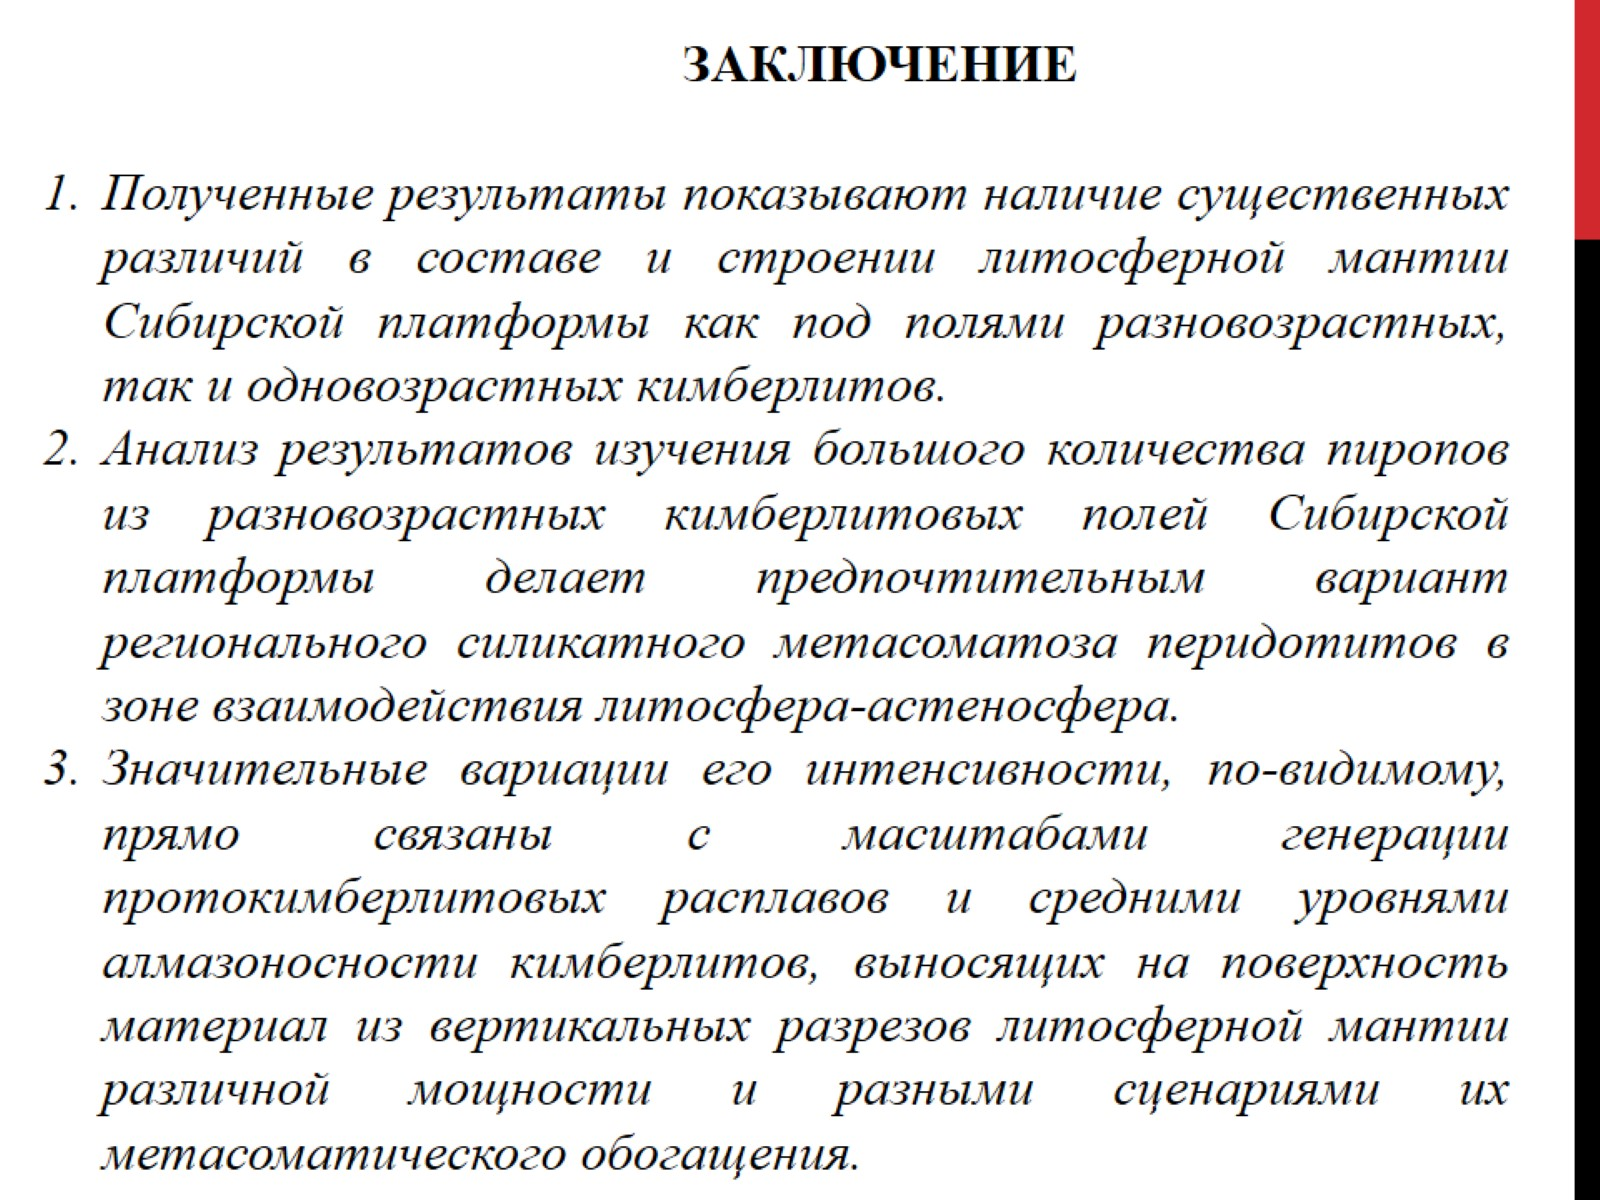 ЗАКЛЮЧЕНИЕ
1. Полученные результаты показывают наличие существенных
различий в составе и строении литосферной мантии
Сибирской платформы как под полями разновозрастных,
так и одновозрастных кимберлитов.
2. Анализ результатов изучения большого количества пиропов
из разновозрастных кимберлитовых полей Сибирской
платформы делает предпочтительным вариант
регионального силикатного метасоматоза перидотитов в
зоне взаимодействия литосфера-астеносфера.
3. Значительные вариации его интенсивности, по-видимому,
прямо связаны с масштабами генерации
протокимберлитовых расплавов и средними уровнями
алмазоносности кимберлитов, выносящих на поверхность
материал из вертикальных разрезов литосферной мантии
различной мощности и разными сценариями их
метасоматического обогащения.